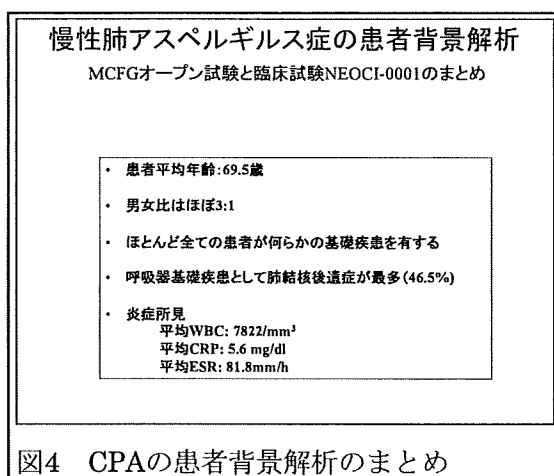 慢性肺アスペルギルス症の患者背景解析
MCFGオープン試験と臨床試験NEOCI-0001のまとめ
・ 患者平均年齢:69.5歳
・ 男女比はほぼ3:1
・ ほとんど全ての患者が何らかの基礎疾患を有する
・ 呼吸器基礎疾患として肺結核後遺症が最多(46.5%)
・ 炎症所見
平均WBC: 7822/mm³
平均CRP: 5.6 mg/dl
平均ESR: 81.8mm/h
図4 CPAの患者背景解析のまとめ